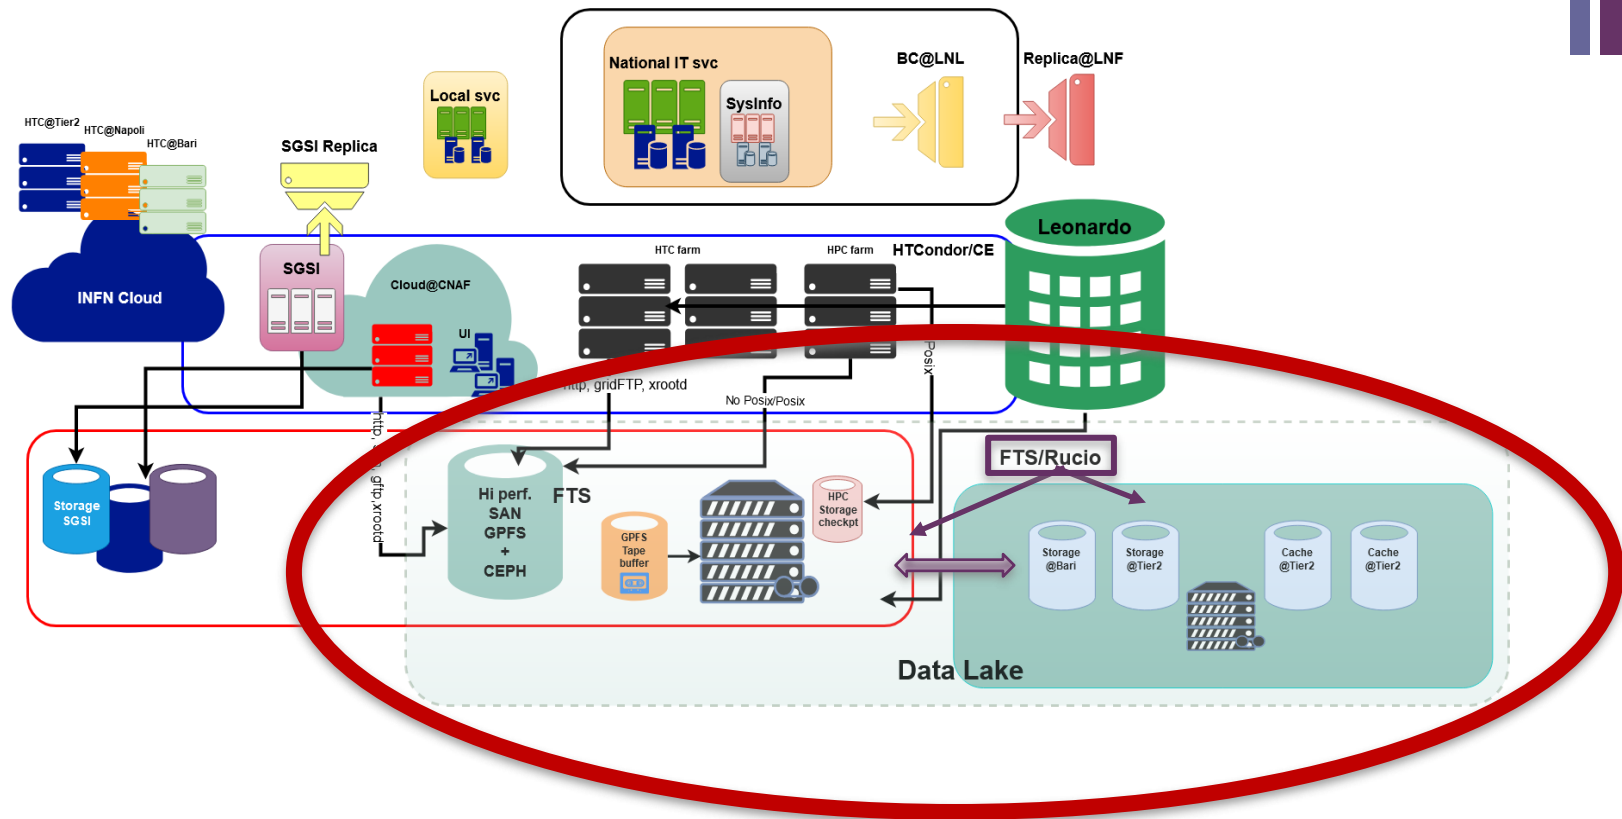 National IT svc
BC@LNL
Replica@LNF
SysInfo
Local svc
HTC@Tier2
HTC@Napoli
HTC@Bari
SGSI Replica
Leonardo
HTC farm
HPC farm
HTCondor/CE
SGSI
Cloud@CNAF
INFN Cloud
UI
Posix
http, gridFTP, xrootd
No Posix/Posix
http,
gftp,xrootd
FTS/Rucio
Hi perf.
SAN
GPFS
+
CEPH
FTS
HPC
Storage
checkpt
Storage
SGSI
GPFS
Tape
buffer
Storage
@Bari
Storage
@Tier2
Cache
@Tier2
Cache
@Tier2
Data Lake